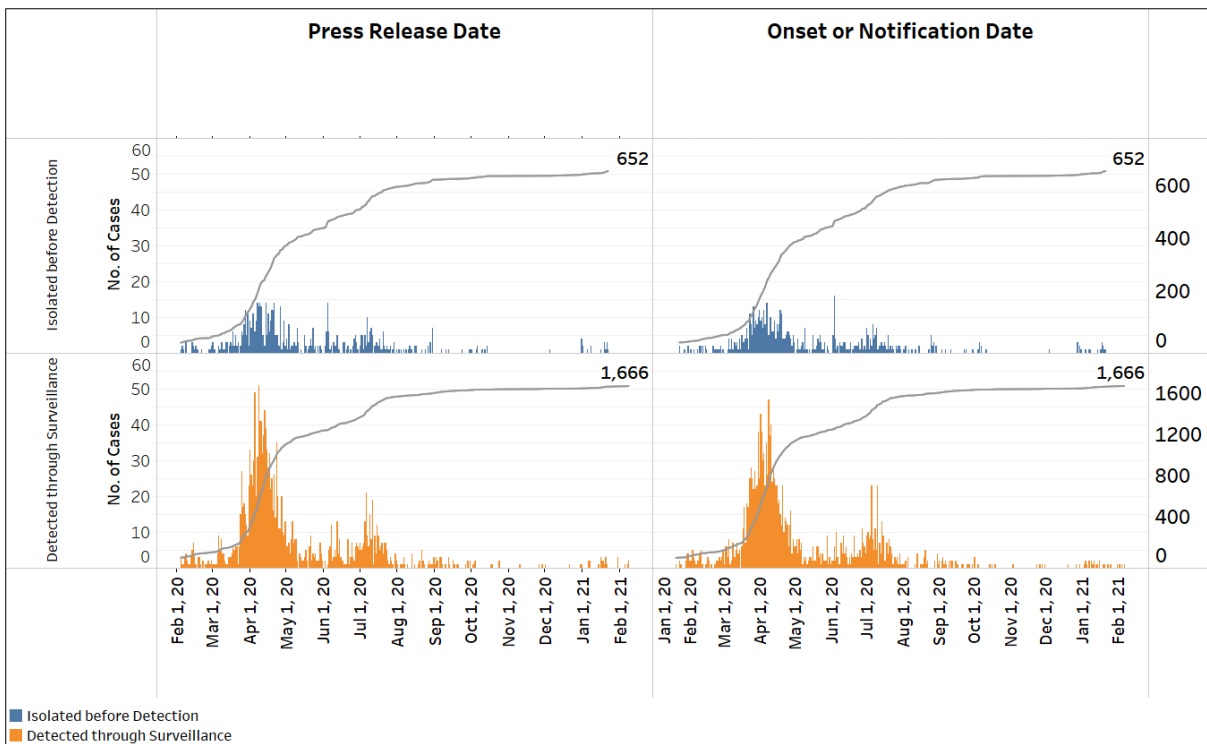 Press Release Date
Onset or Notification Date
Isolated before Detection
No. of Cases
60
50
40
30
20
10
0
652
652
600
400
200
0
Detected through Surveillance
No. of Cases
60
50
40
30
20
10
0
1,666
1,666
1600
1200
800
400
0
Feb 1, 20
Mar 1, 20
Apr 1, 20
May 1, 20
Jun 1, 20
Jul 1, 20
Aug 1, 20
Sep 1, 20
Oct 1, 20
Nov 1, 20
Dec 1, 20
Jan 1, 21
Feb 1, 21
Jan 1, 20
Feb 1, 20
Mar 1, 20
Apr 1, 20
May 1, 20
Jun 1, 20
Jul 1, 20
Aug 1, 20
Sep 1, 20
Oct 1, 20
Nov 1, 20
Dec 1, 20
Jan 1, 21
Feb 1, 21
Isolated before Detection
Detected through Surveillance